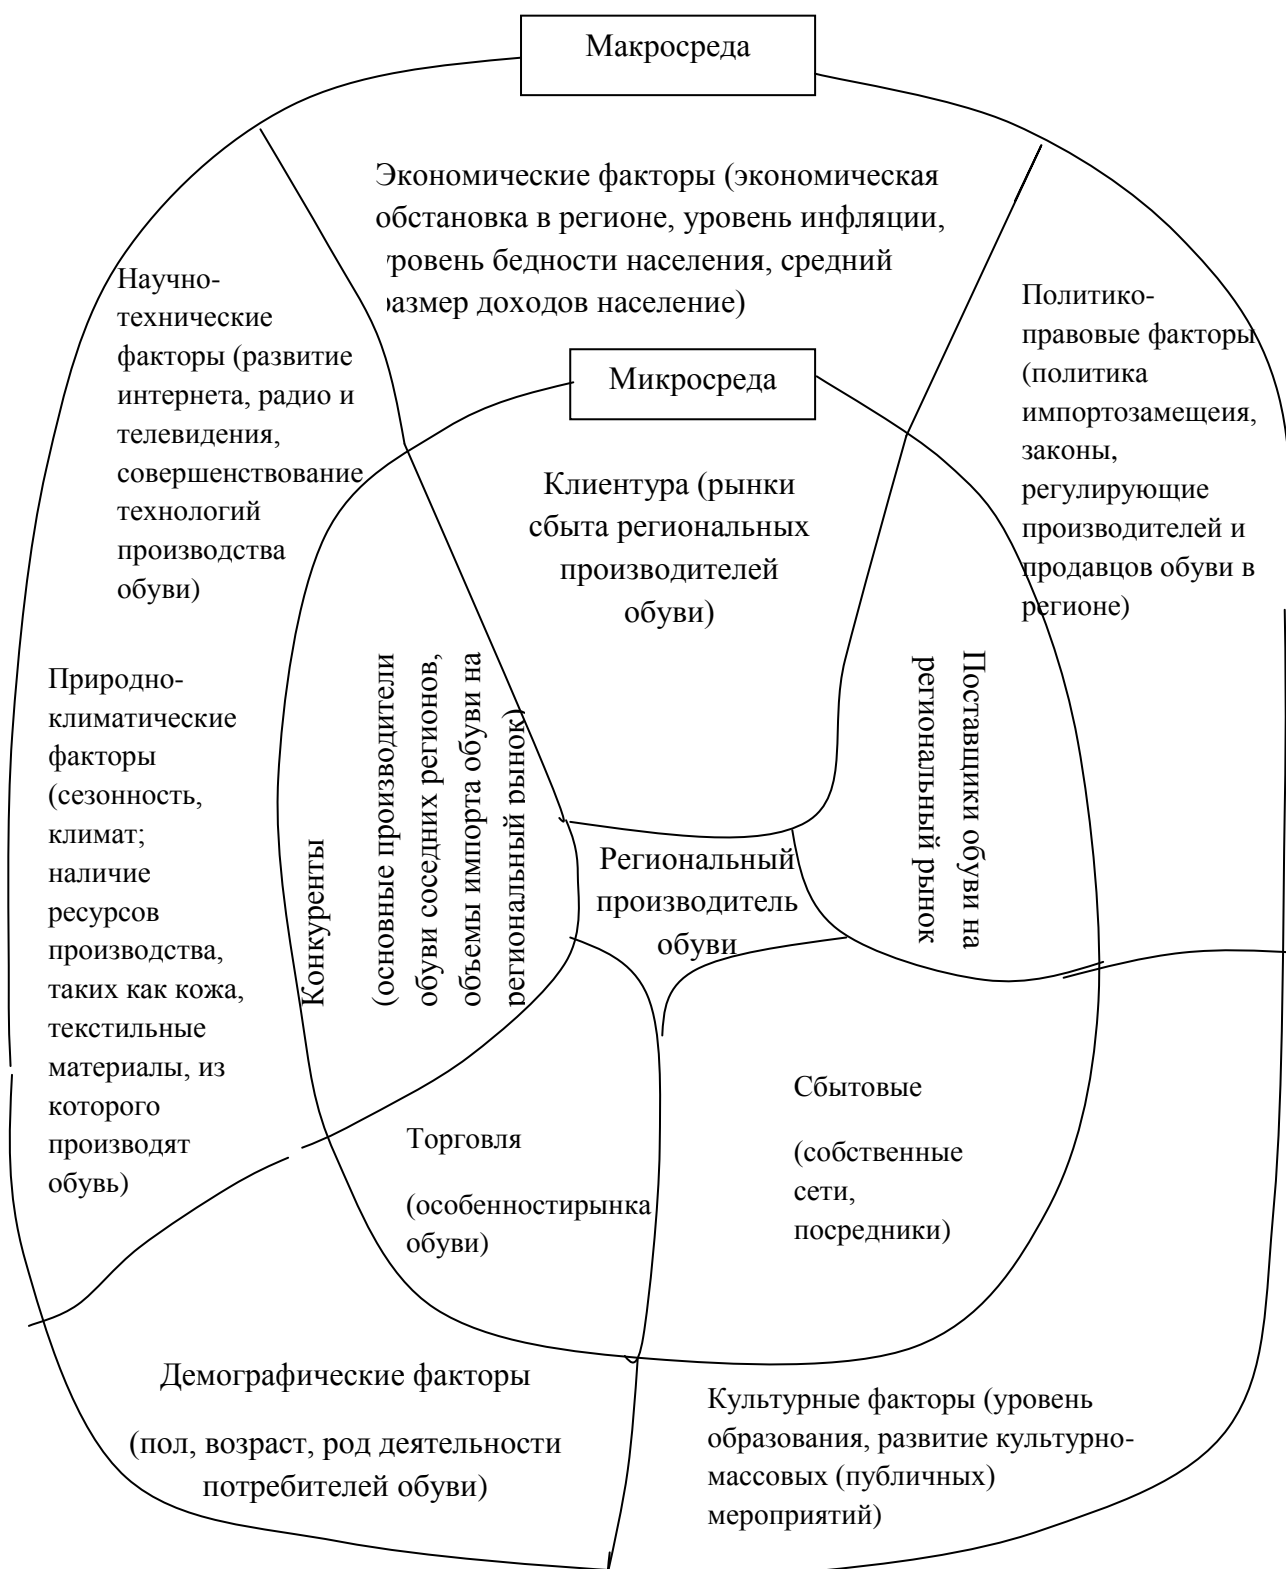 Макросреда
Экономические факторы (экономическая
обстановка в регионе, уровень инфляции,
уровень бедности населения, средний
размер доходов население)
Научно-
технические
факторы (развитие
интернета, радио и
телевидения,
совершенствование
технологий
производства
обуви)
Политико-
правовые факторы
(политика
импортозамещеия,
законы,
регулирующие
производителей и
продавцов обуви в
регионе)
Микросреда
Клиентура (рынки
сбыта региональных
производителей
обуви)
Природно-
климатические
факторы
(сезонность,
климат;
наличие
ресурсов
производства,
таких как кожа,
текстильные
материалы, из
которого
производят
обувь)
Конкуренты
(основные производители
обуви соседних регионов,
объемы импорта обуви на
региональный рынок)
Региональный
производитель
обуви
Поставщики обуви на
региональный рынок
Торговля
(особенностирынка
обуви)
Сбытовые
(собственные
сети,
посредники)
Демографические факторы
(пол, возраст, род деятельности
потребителей обуви)
Культурные факторы (уровень
образования, развитие культурно-
массовых (публичных)
мероприятий)